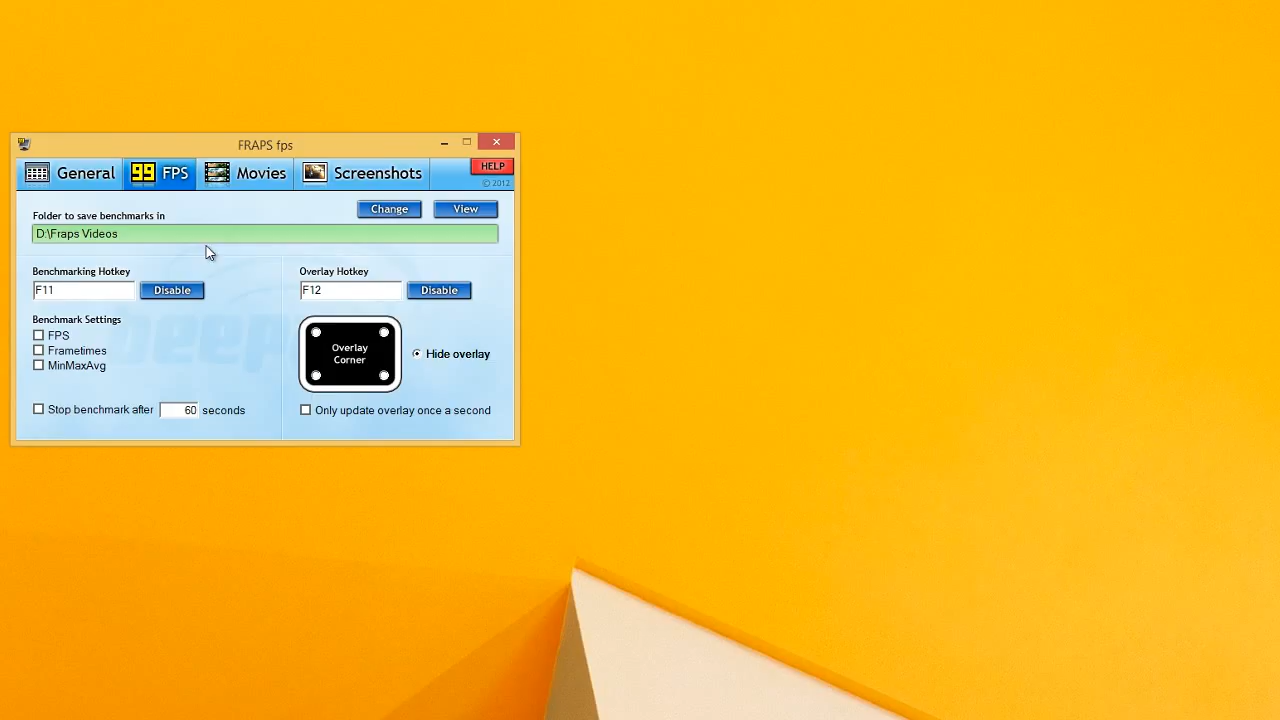 FRAPS fps
General
99 FPS
Movies
Screenshots
HELP
© 2012
Folder to save benchmarks in
Change
View
D:\Fraps Videos
Benchmarking Hotkey
F11
Disable
Overlay Hotkey
F12
Disable
Benchmark Settings
FPS
Frametimes
MinMaxAvg
Overlay
Corner
Hide overlay
Stop benchmark after 60 seconds
Only update overlay once a second